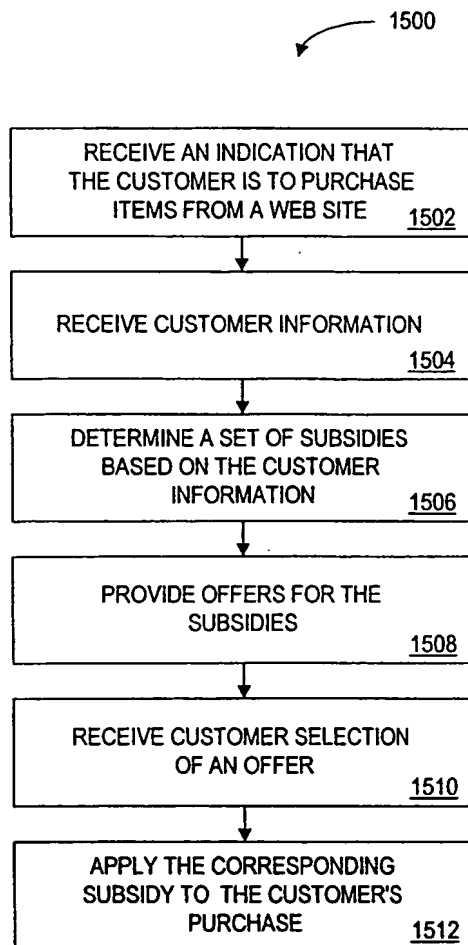 1500
RECEIVE AN INDICATION THAT
THE CUSTOMER IS TO PURCHASE
ITEMS FROM A WEB SITE
1502
RECEIVE CUSTOMER INFORMATION
1504
DETERMINE A SET OF SUBSIDIES
BASED ON THE CUSTOMER
INFORMATION
1506
PROVIDE OFFERS FOR THE
SUBSIDIES
1508
RECEIVE CUSTOMER SELECTION
OF AN OFFER
1510
APPLY THE CORRESPONDING
SUBSIDY TO THE CUSTOMER'S
PURCHASE
1512